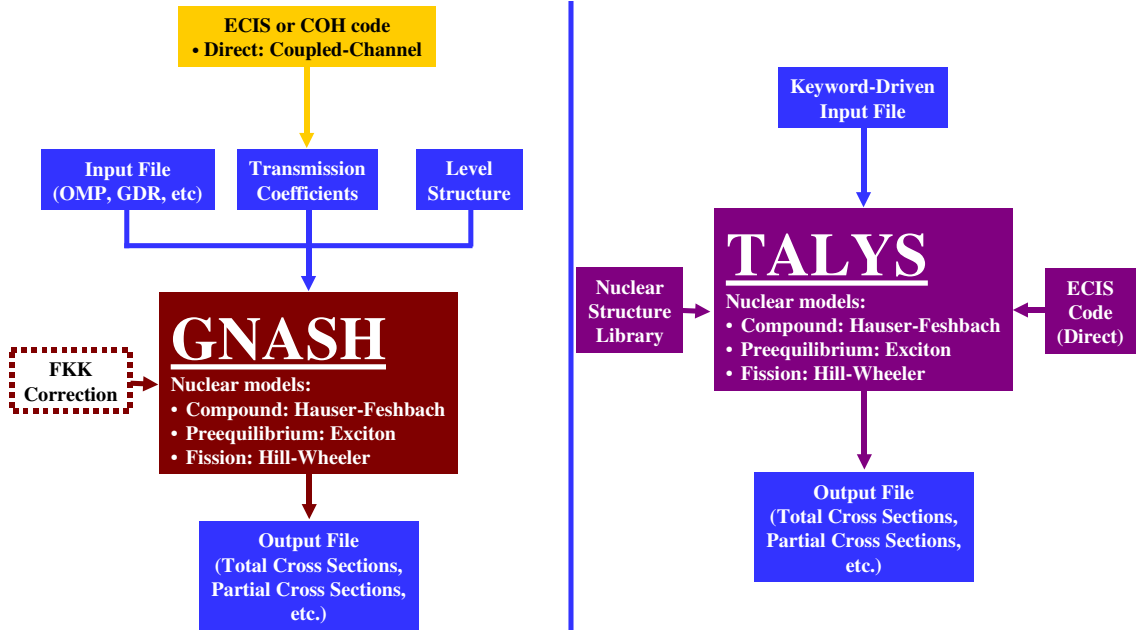 ECIS or COH code
• Direct: Coupled-Channel
Input File
(OMP, GDR, etc)
Transmission
Coefficients
Level
Structure
GNASH
Nuclear models:
• Compound: Hauser-Feshbach
• Preequilibrium: Exciton
• Fission: Hill-Wheeler
FKK
Correction
Output File
(Total Cross Sections,
Partial Cross Sections,
etc.)
Keyword-Driven
Input File
TALYS
Nuclear models:
• Compound: Hauser-Feshbach
• Preequilibrium: Exciton
• Fission: Hill-Wheeler
Nuclear
Structure
Library
ECIS
Code
(Direct)
Output File
(Total Cross Sections,
Partial Cross Sections,
etc.)